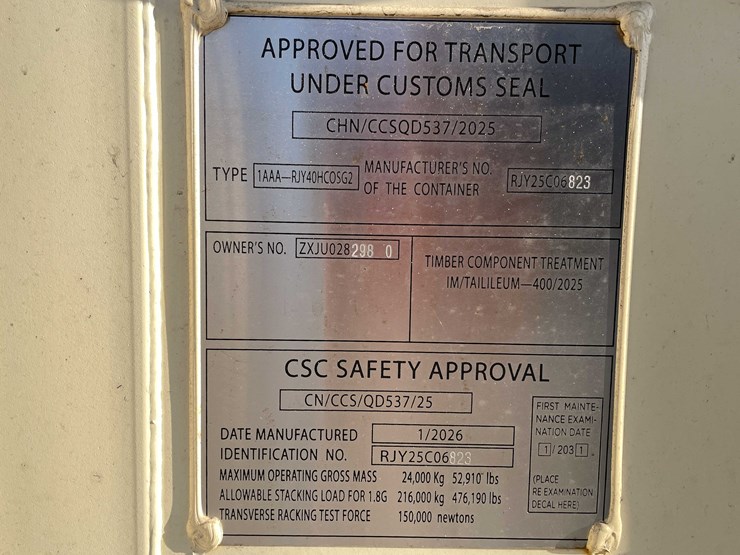 APPROVED FOR TRANSPORT
UNDER CUSTOMS SEAL
CHN/CCSQD537/2025
TYPE 1AAA—RJY40HCOSG2 MANUFACTURER'S NO. OF THE CONTAINER RJY25C06823
OWNER'S NO. ZXJU028298 0
TIMBER COMPONENT TREATMENT
IM/TAILILEUM—400/2025
CSC SAFETY APPROVAL
CN/CCS/QD537/25
DATE MANUFACTURED 1/2026
IDENTIFICATION NO. RJY25C06823
MAXIMUM OPERATING GROSS MASS 24,000 Kg 52,910 lbs
ALLOWABLE STACKING LOAD FOR 1.8G 216,000 kg 476,190 lbs
TRANSVERSE RACKING TEST FORCE 150,000 newtons
FIRST MAINTE-
NANCE EXAMI-
NATION DATE
1/2031.
(PLACE
RE EXAMINATION
DECAL HERE)